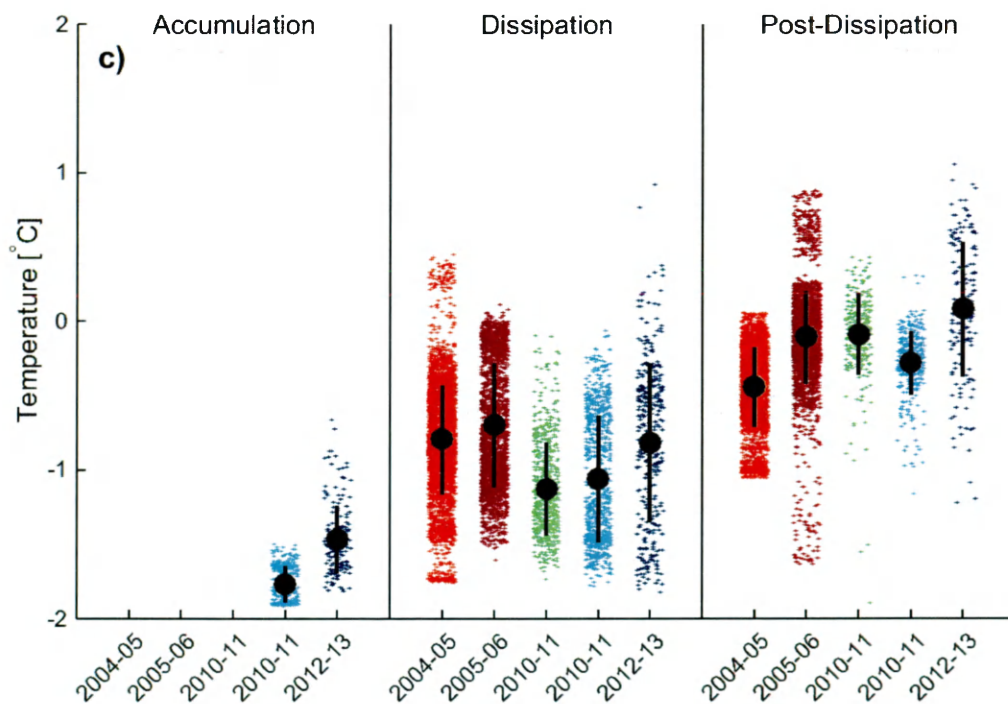 Accumulation Dissipation Post-Dissipation
c)
2
1
0
-1
-2
Temperature [°C]
2004-05 2005-06 2010-11 2010-11 2012-13 2004-05 2005-06 2010-11 2010-11 2012-13 2004-05 2005-06 2010-11 2010-11 2012-13